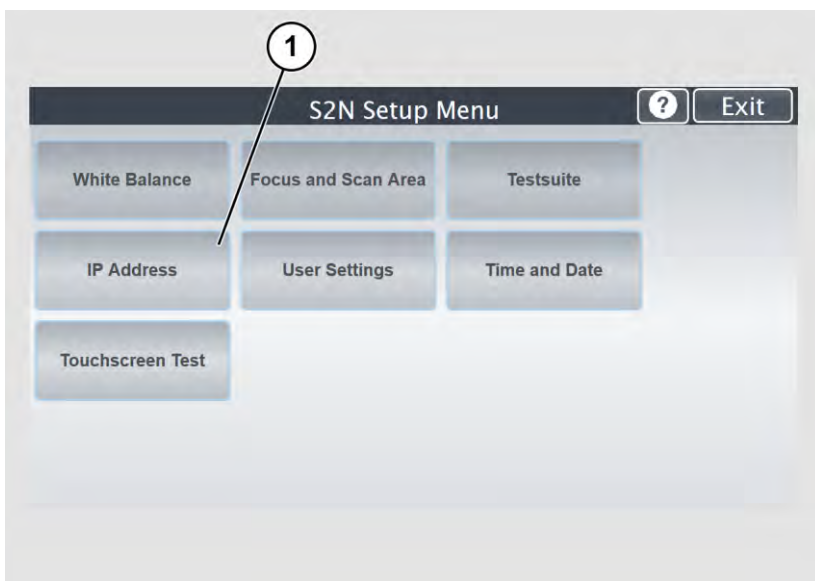 1
S2N Setup Menu ? Exit
White Balance Focus and Scan Area Testsuite
IP Address User Settings Time and Date
Touchscreen Test